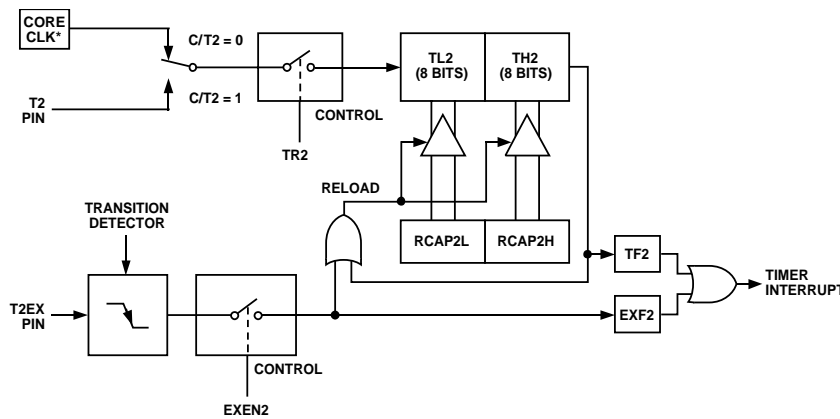 CORE
CLK*
C/T2 = 0
T2
PIN
C/T2 = 1
CONTROL
TR2
TL2
(8 BITS)
TH2
(8 BITS)
RELOAD
TRANSITION
DETECTOR
RCAP2L
RCAP2H
TF2
TIMER
INTERRUPT
T2EX
PIN
EXF2
CONTROL
EXEN2